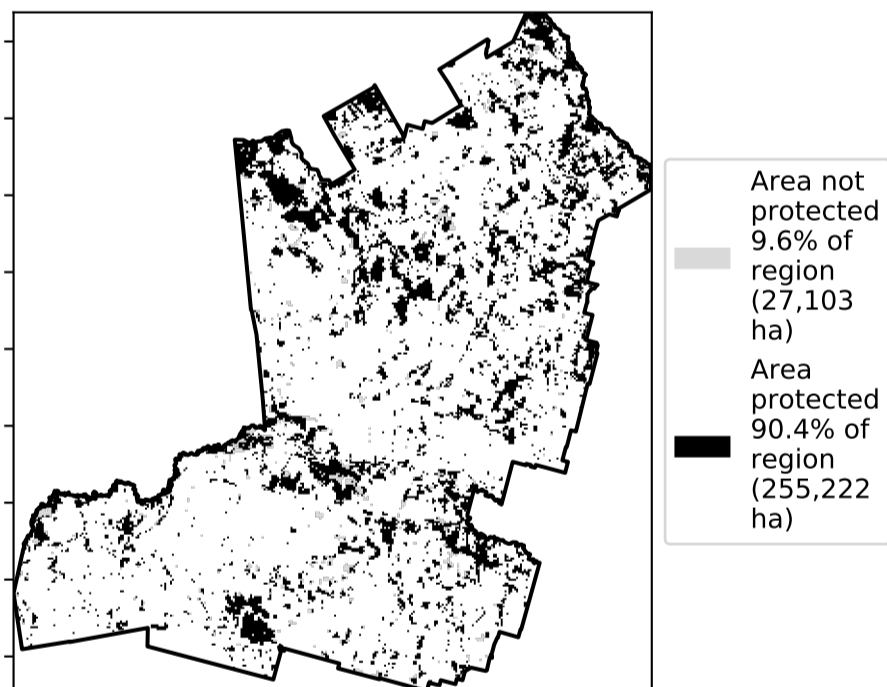 Area not
protected
9.6% of
region
(27,103
ha)
Area
protected
90.4% of
region
(255,222
ha)